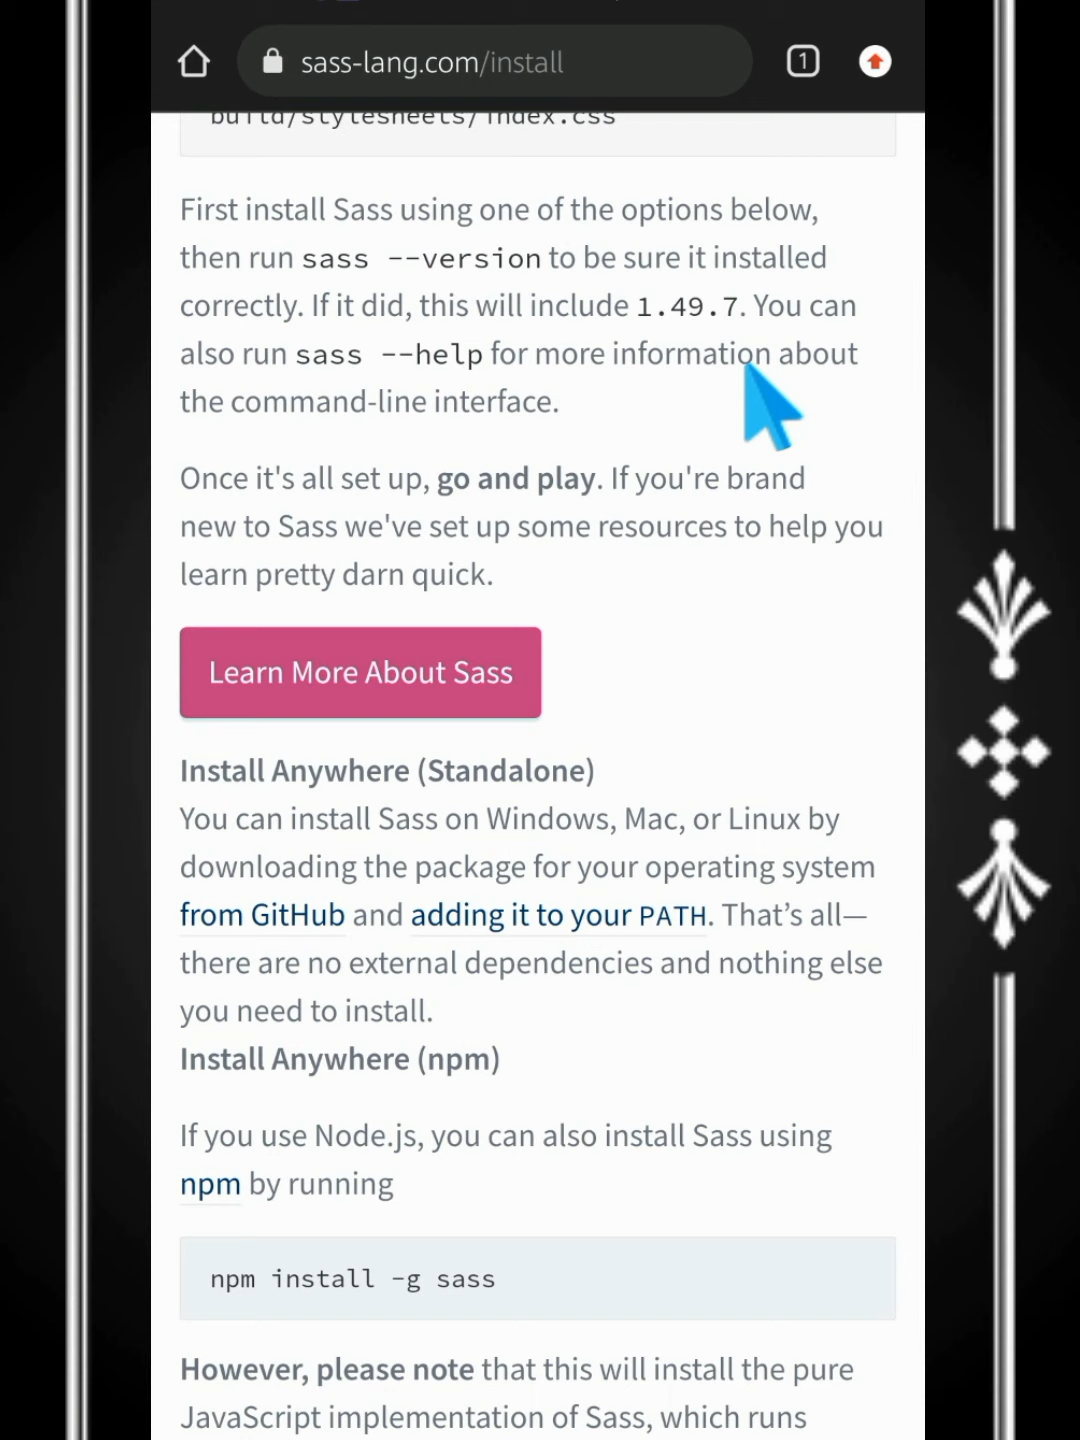 sass-lang.com/install
1
build/stylesheets/index.css
First install Sass using one of the options below,
then run sass --version to be sure it installed
correctly. If it did, this will include 1.49.7. You can
also run sass --help for more information about
the command-line interface.
Once it's all set up, go and play. If you're brand
new to Sass we've set up some resources to help you
learn pretty darn quick.
Learn More About Sass
Install Anywhere (Standalone)
You can install Sass on Windows, Mac, or Linux by
downloading the package for your operating system
from GitHub and adding it to your PATH. That’s all—
there are no external dependencies and nothing else
you need to install.
Install Anywhere (npm)
If you use Node.js, you can also install Sass using
npm by running
npm install -g sass
However, please note that this will install the pure
JavaScript implementation of Sass, which runs